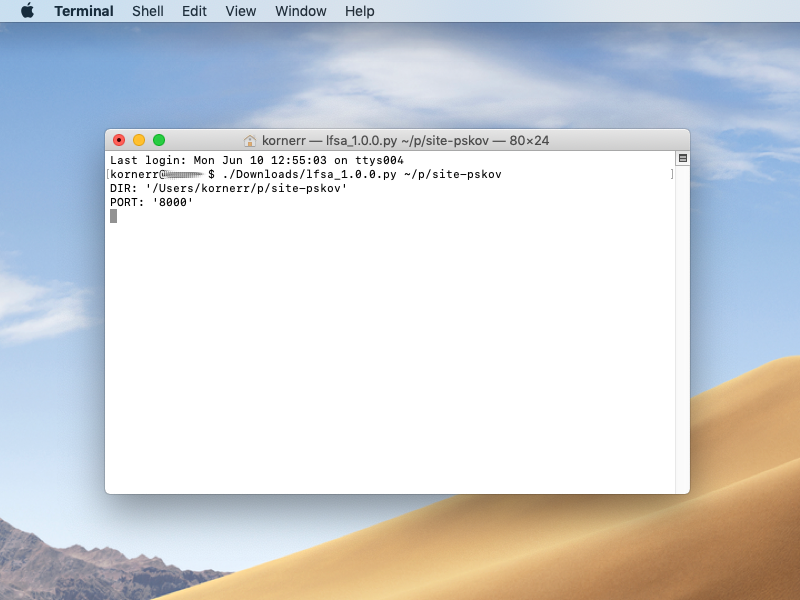 Terminal Shell Edit View Window Help
kornerr — lfsa_1.0.0.py ~/p/site-pskov — 80×24
Last login: Mon Jun 10 12:55:03 on ttys004
[kornerr@ $ ./Downloads/lfsa_1.0.0.py ~/p/site-pskov ]
DIR: '/Users/kornerr/p/site-pskov'
PORT: '8000'